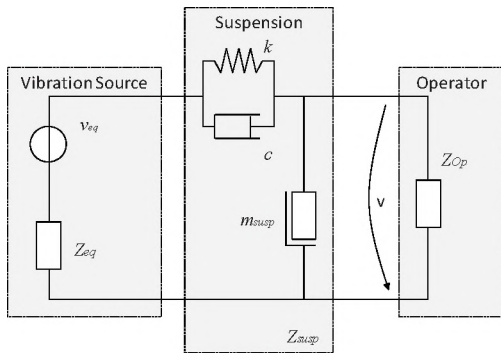 Suspension
k
Vibration Source
Operator
v_eq
c
Z_Op
m_susp
v
Z_eq
Z_susp